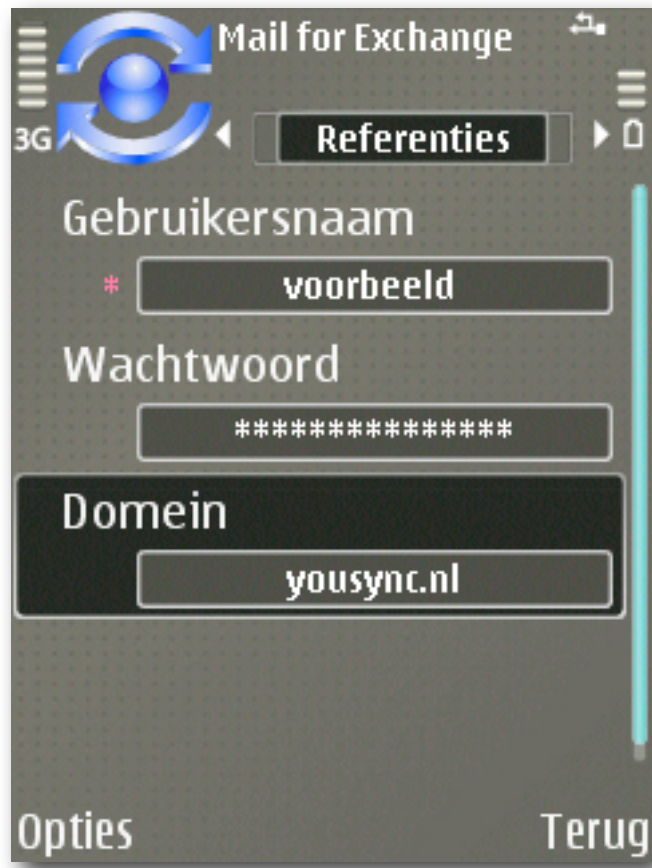 Mail for Exchange
3G
Referenties
Gebruikersnaam
* voorbeeld
Wachtwoord
***************
Domein
yousync.nl
Opties
Terug